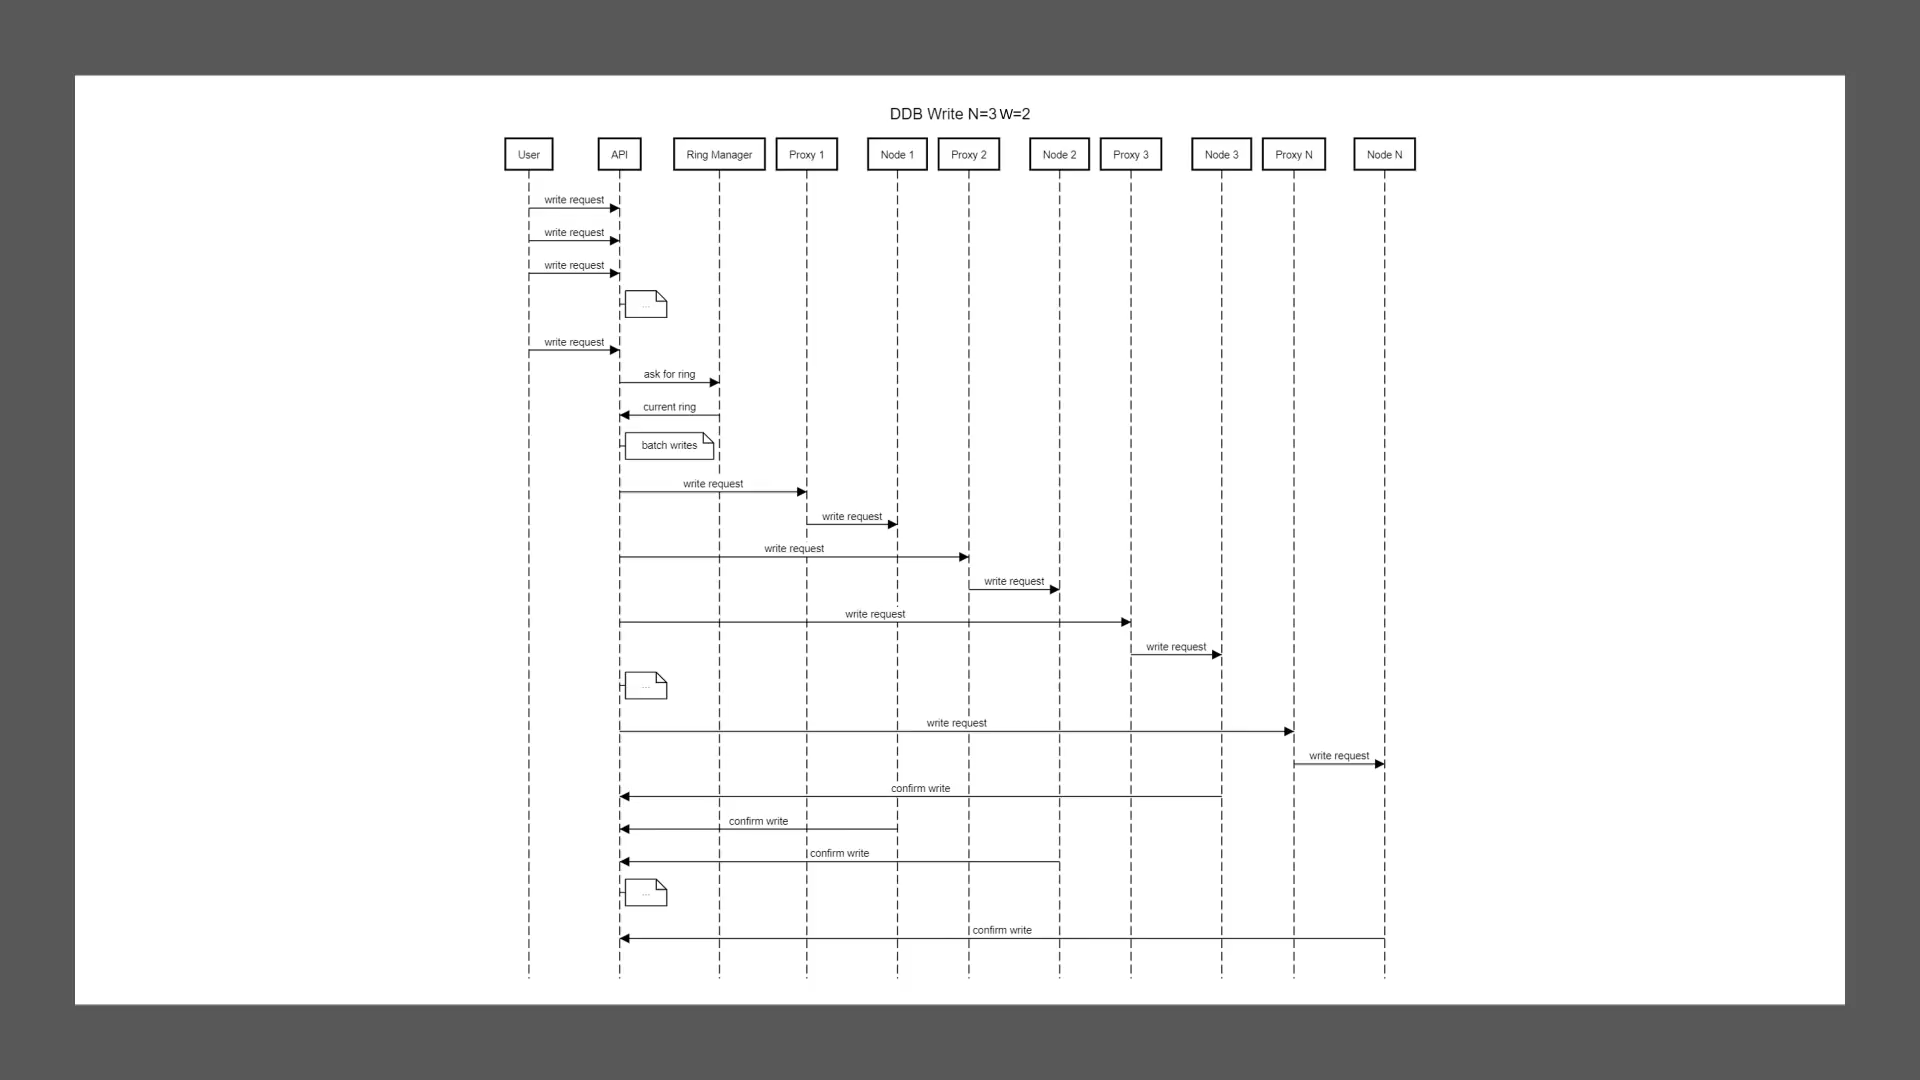 DDB Write N=3 W=2
User
API
Ring Manager
Proxy 1
Node 1
Proxy 2
Node 2
Proxy 3
Node 3
Proxy N
Node N
write request
write request
write request
...
write request
ask for ring
current ring
batch writes
write request
write request
write request
write request
write request
write request
...
write request
write request
confirm write
confirm write
confirm write
...
confirm write